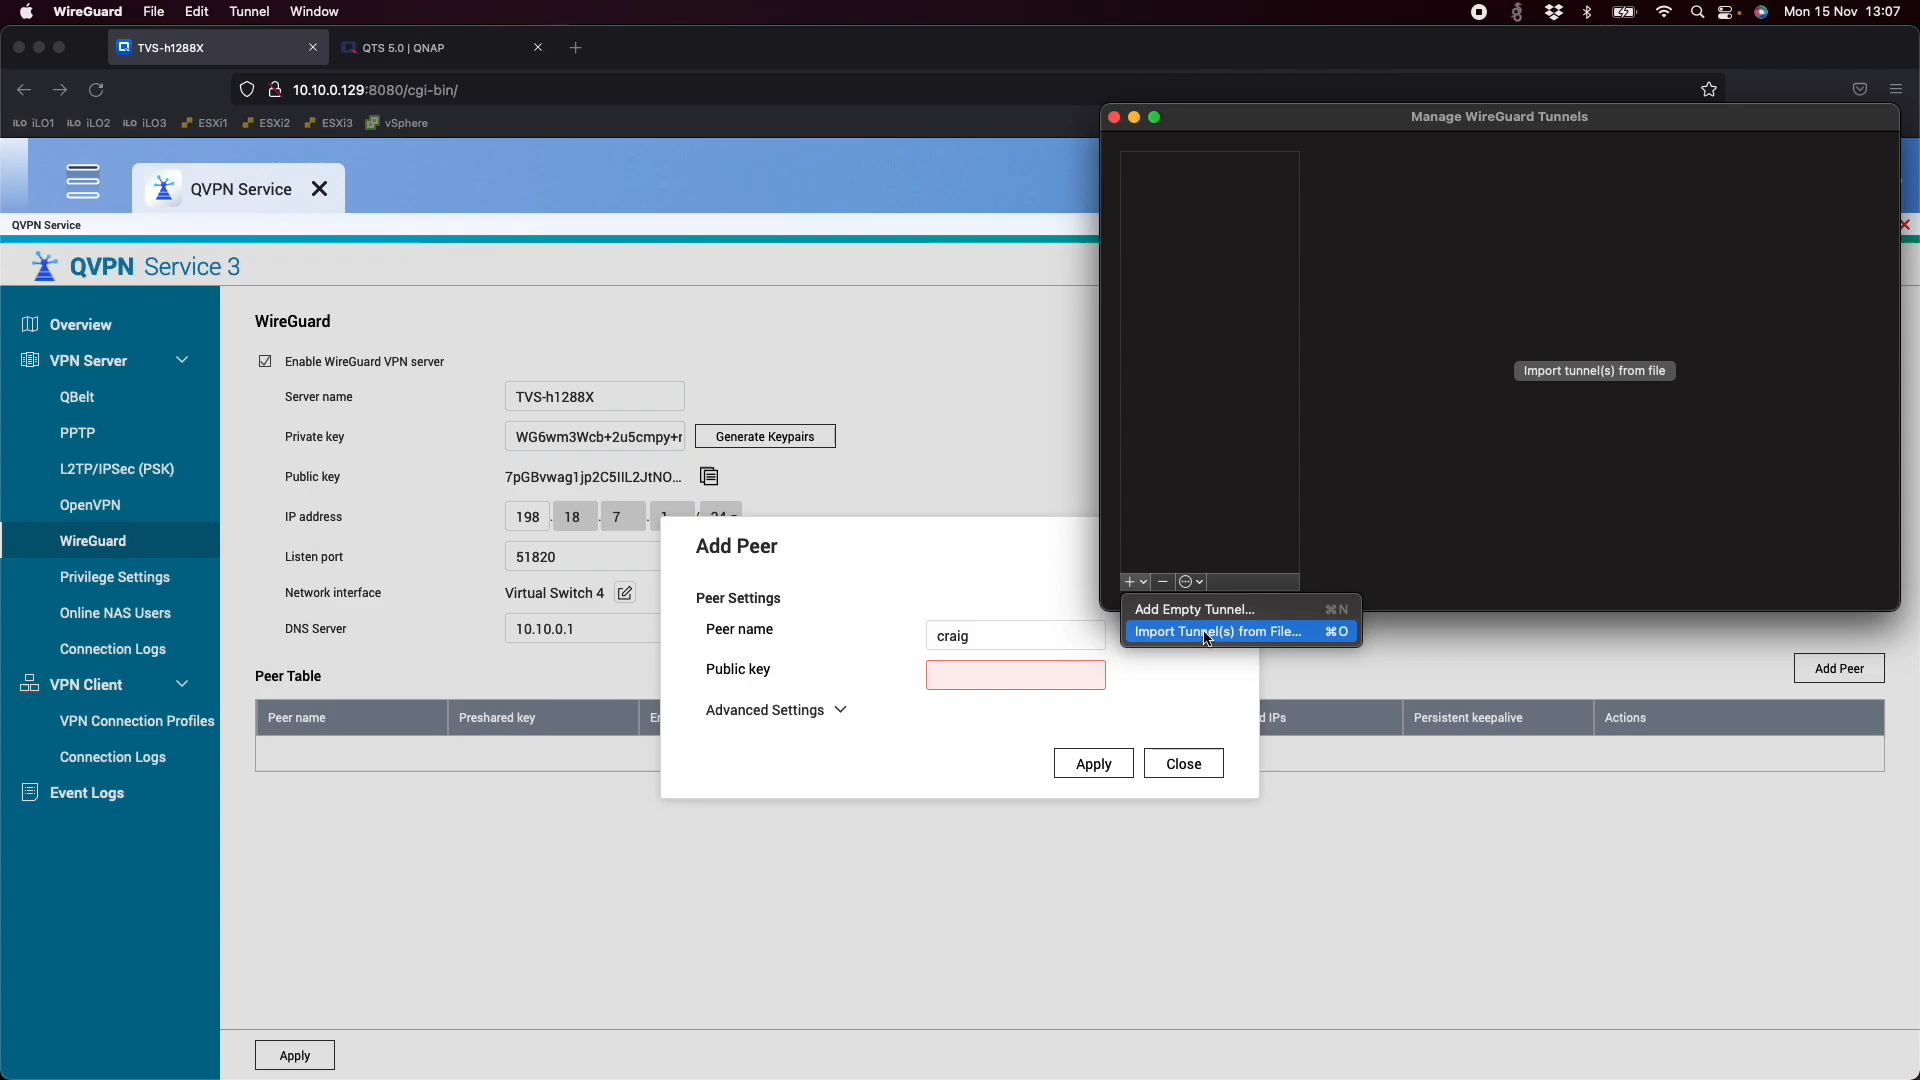 WireGuard File Edit Tunnel Window Mon 15 Nov 13:07
TVS-h1288X QTS 5.0 | QNAP
10.10.0.129:8080/cgi-bin/
iLO iLO1 iLO iLO2 iLO iLO3 ESXi1 ESXi2 ESXi3 vSphere
Manage WireGuard Tunnels
QVPN Service
QVPN Service
QVPN Service 3
Overview
VPN Server
QBelt
PPTP
L2TP/IPSec (PSK)
OpenVPN
WireGuard
Privilege Settings
Online NAS Users
Connection Logs
VPN Client
VPN Connection Profiles
Connection Logs
Event Logs
WireGuard
Enable WireGuard VPN server
Server name TVS-h1288X
Private key WG6wm3Wcb+2u5cmpy+r Generate Keypairs
Public key 7pGBvwag1jp2C5IIL2JtNO...
IP address 198 . 18 . 7 . 1 / 24
Listen port 51820
Network interface Virtual Switch 4
DNS Server 10.10.0.1
Peer Table
Add Peer
Peer name Preshared key En d IPs Persistent keepalive Actions
Apply
Add Peer
Peer Settings
Peer name craig
Public key
Advanced Settings
Apply Close
Import tunnel(s) from file
Add Empty Tunnel... ⌘N
Import Tunnel(s) from File... ⌘O